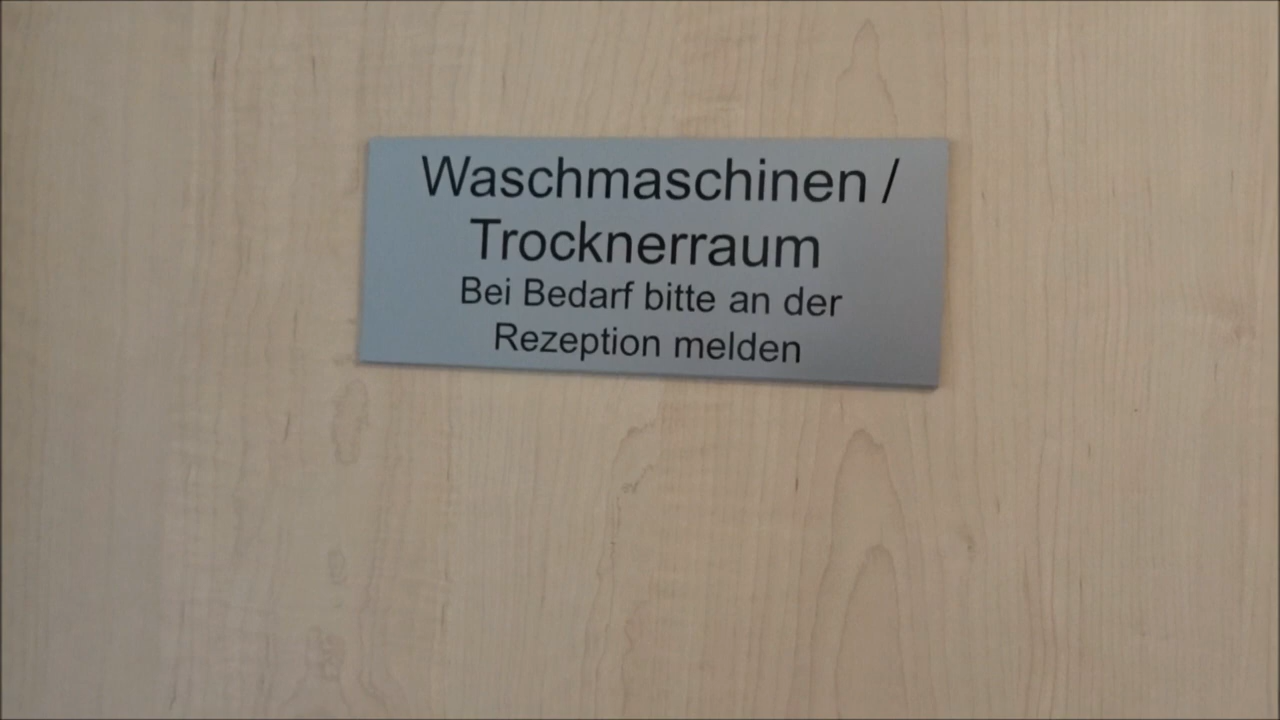 Waschmaschinen /
Trocknerraum
Bei Bedarf bitte an der
Rezeption melden